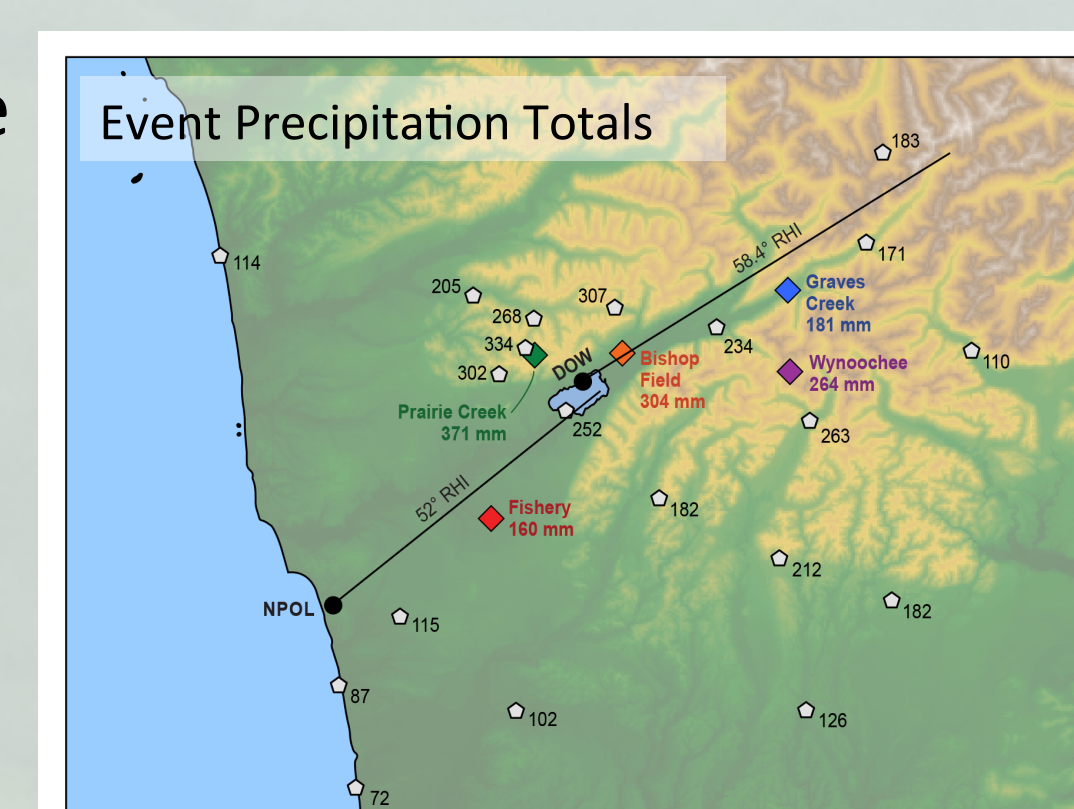 e
Event Precipitation Totals
183
58.4° RHI
171
114
Graves
Creek
181 mm
205
307
268
234
334
DOW
Bishop
Field
304 mm
110
302
Wynoochee
264 mm
Prairie Creek
371 mm
252
263
52° RHI
182
Fishery
160 mm
212
NPOL
182
115
87
102
126
72